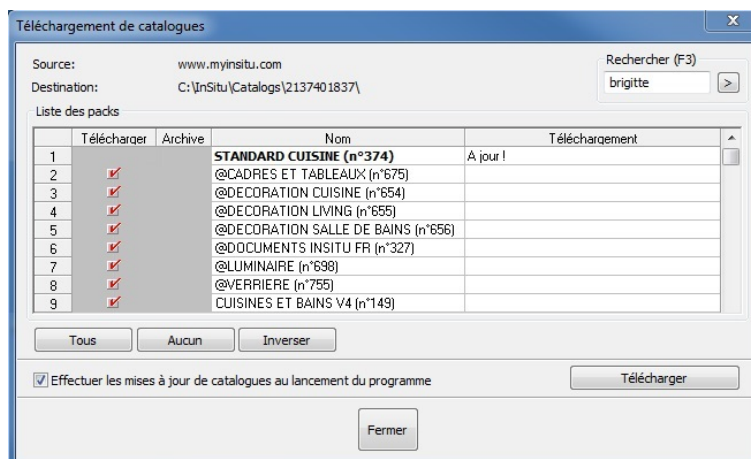 Téléchargement de catalogues
x
Source: www.myinsitu.com
Rechercher (F3)
Destination: C:\InSitu\Catalogs\2137401837\
brigitte >
Liste des packs
Télécharger Archive Nom Téléchargement
1 STANDARD CUISINE (n°374) A jour !
2 @CADRES ET TABLEAUX (n°675)
3 @DECORATION CUISINE (n°654)
4 @DECORATION LIVING (n°655)
5 @DECORATION SALLE DE BAINS (n°656)
6 @DOCUMENTS INSITU FR (n°327)
7 @LUMINAIRE (n°698)
8 @VERRIERE (n°755)
9 CUISINES ET BAINS V4 (n°149)
Tous Aucun Inverser
Effectuer les mises à jour de catalogues au lancement du programme Télécharger
Fermer